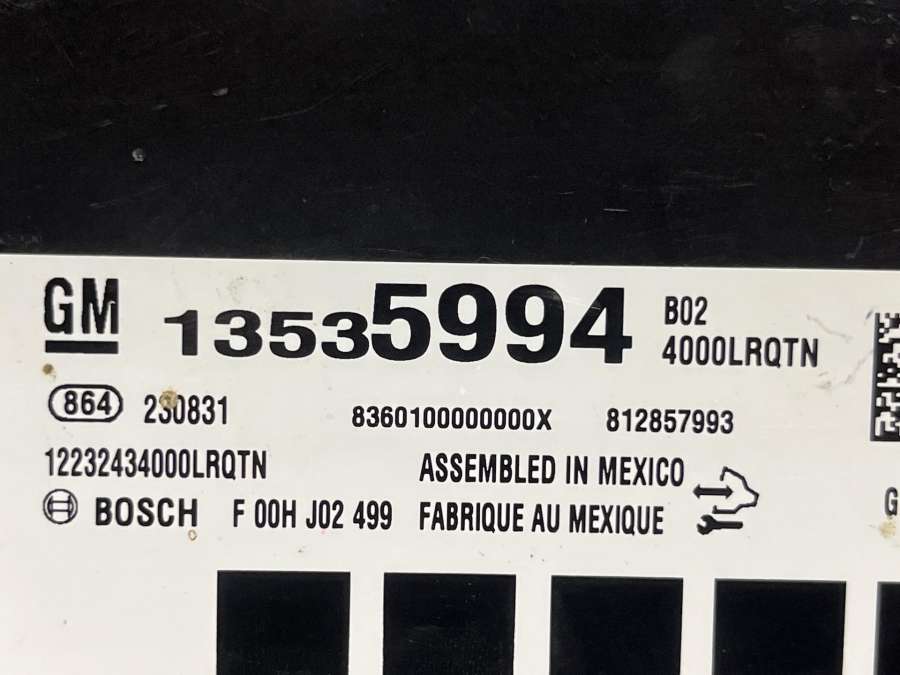 GM 13535994 B02
4000LRQTN
864 230831 8360100000000X 812857993
12232434000LRQTN ASSEMBLED IN MEXICO
BOSCH F 00H J02 499 FABRIQUE AU MEXIQUE
G